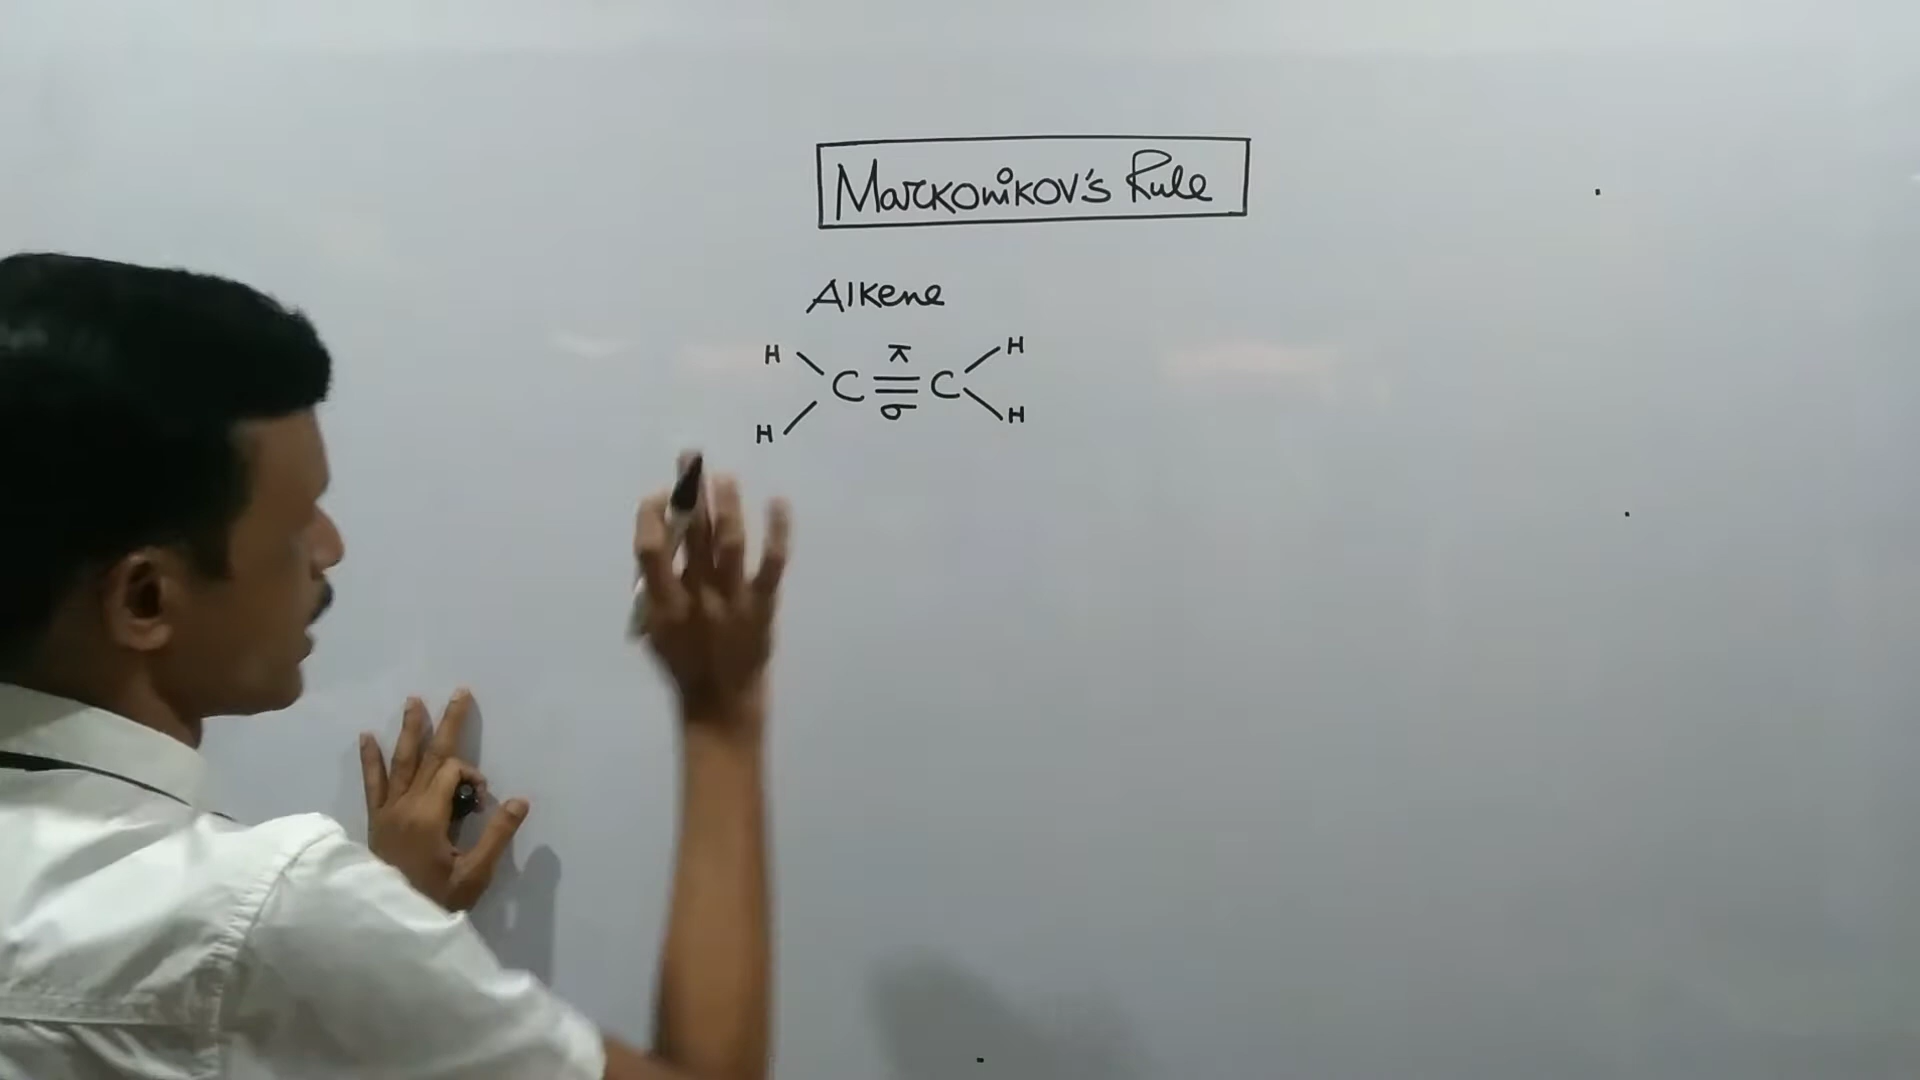 Markonikov's Rule
Alkene
H π H
C ≡ C
H σ H